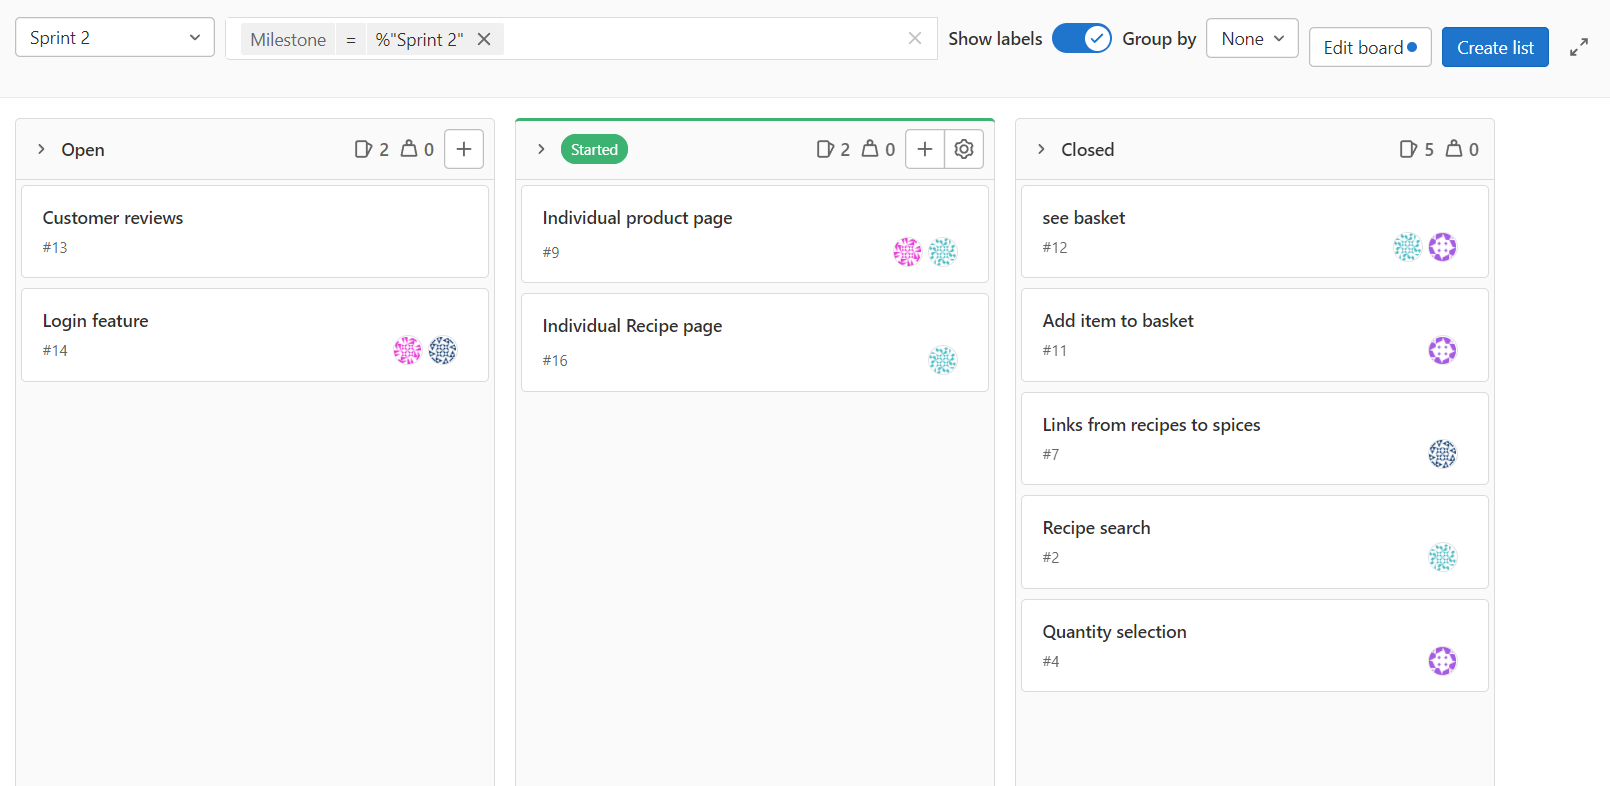 Sprint 2
Milestone = %"Sprint 2"
Show labels
Group by
None
Edit board
Create list
Open 2 0
Customer reviews
#13
Login feature
#14
Started 2 0
Individual product page
#9
Individual Recipe page
#16
Closed 5 0
see basket
#12
Add item to basket
#11
Links from recipes to spices
#7
Recipe search
#2
Quantity selection
#4